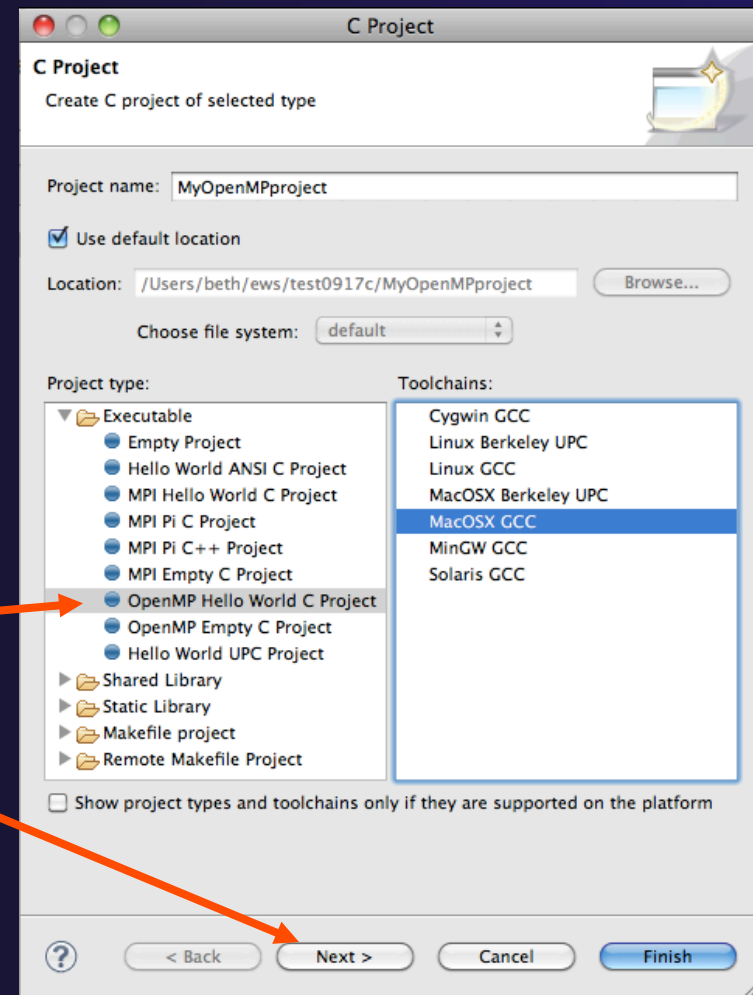 C Project
C Project
Create C project of selected type
Project name: MyOpenMPproject
Use default location
Location: /Users/beth/ews/test0917c/MyOpenMPproject Browse...
Choose file system: default
Project type:
Executable
Empty Project
Hello World ANSI C Project
MPI Hello World C Project
MPI Pi C Project
MPI Pi C++ Project
MPI Empty C Project
OpenMP Hello World C Project
OpenMP Empty C Project
Hello World UPC Project
Shared Library
Static Library
Makefile project
Remote Makefile Project
Toolchains:
Cygwin GCC
Linux Berkeley UPC
Linux GCC
MacOSX Berkeley UPC
MacOSX GCC
MinGW GCC
Solaris GCC
Show project types and toolchains only if they are supported on the platform
? < Back Next > Cancel Finish